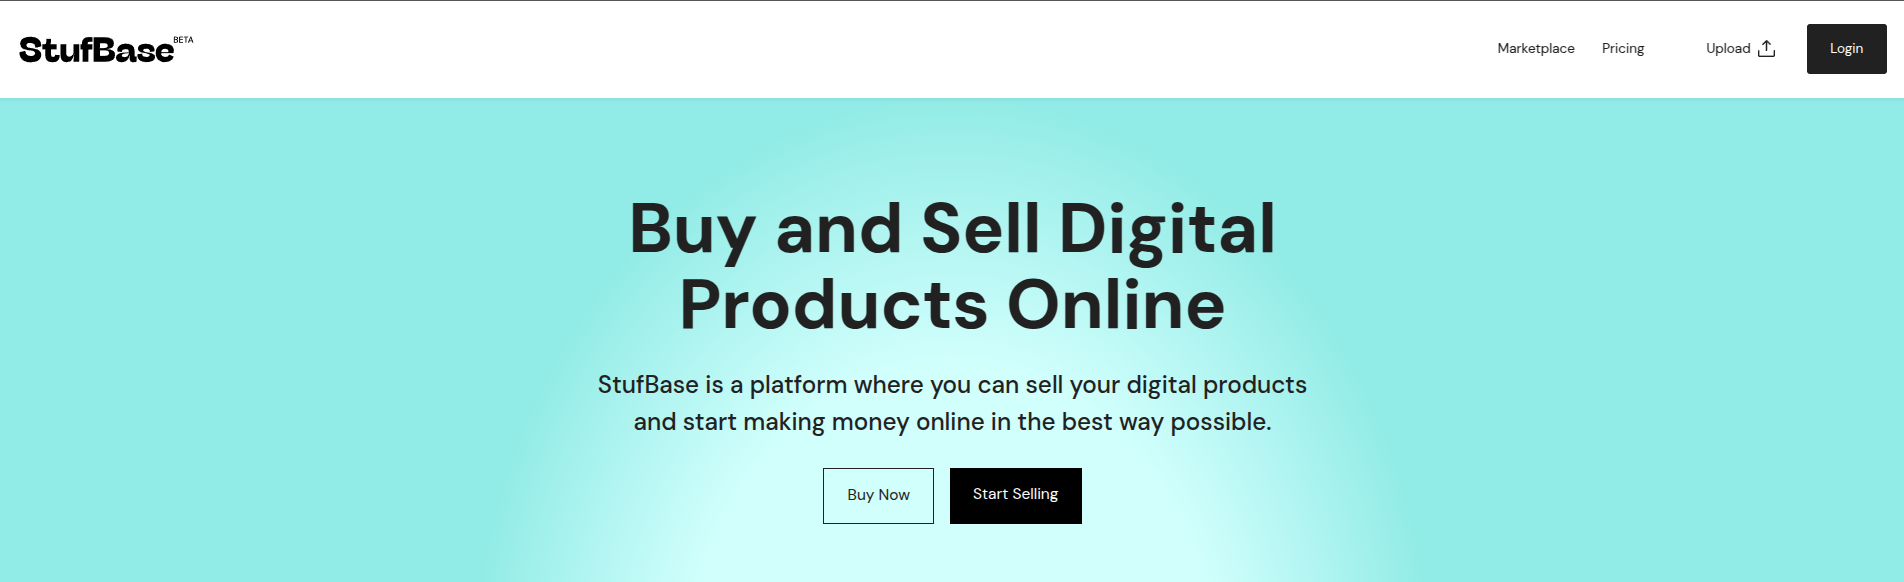 StufBase BETA
Marketplace Pricing Upload Login
Buy and Sell Digital
Products Online
StufBase is a platform where you can sell your digital products
and start making money online in the best way possible.
Buy Now Start Selling